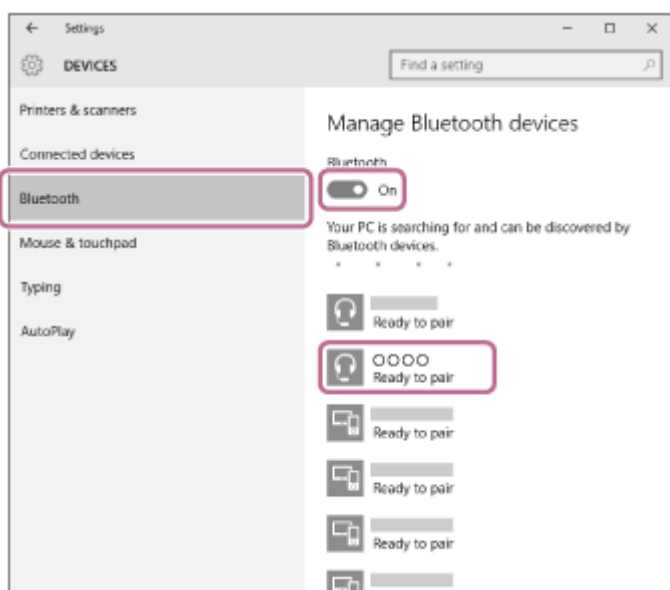 Settings
DEVICES
Find a setting
Printers & scanners
Connected devices
Bluetooth
Mouse & touchpad
Typing
AutoPlay
Manage Bluetooth devices
Bluetooth
On
Your PC is searching for and can be discovered by
Bluetooth devices.
Ready to pair
OOOO
Ready to pair
Ready to pair
Ready to pair
Ready to pair